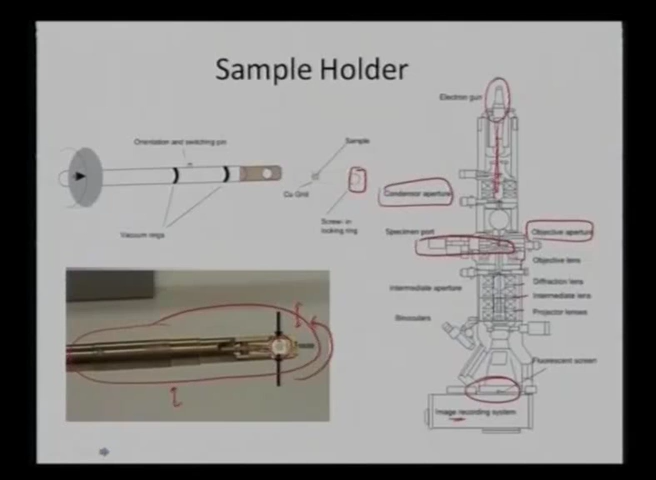 Sample Holder
Electron gun
Orientation and switching pin
Sample
Cu Grid
Condensor aperture
Screw-in
locking ring
Vacuum rings
Specimen port
Objective aperture
Objective lens
Intermediate aperture
Diffraction lens
Intermediate lens
Binoculars
Projector lenses
Fluorescent screen
Image recording system